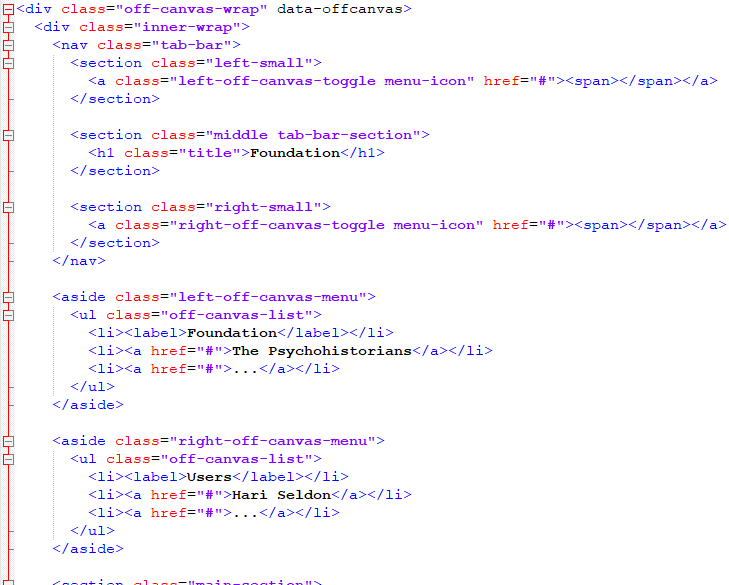 <div class="off-canvas-wrap" data-offcanvas>
<div class="inner-wrap">
<nav class="tab-bar">
<section class="left-small">
<a class="left-off-canvas-toggle menu-icon" href="#"><span></span></a>
</section>
<section class="middle tab-bar-section">
<h1 class="title">Foundation</h1>
</section>
<section class="right-small">
<a class="right-off-canvas-toggle menu-icon" href="#"><span></span></a>
</section>
</nav>
<aside class="left-off-canvas-menu">
<ul class="off-canvas-list">
<li><label>Foundation</label></li>
<li><a href="#">The Psychohistorians</a></li>
<li><a href="#">...</a></li>
</ul>
</aside>
<aside class="right-off-canvas-menu">
<ul class="off-canvas-list">
<li><label>Users</label></li>
<li><a href="#">Hari Seldon</a></li>
<li><a href="#">...</a></li>
</ul>
</aside>
<section class="main-section">